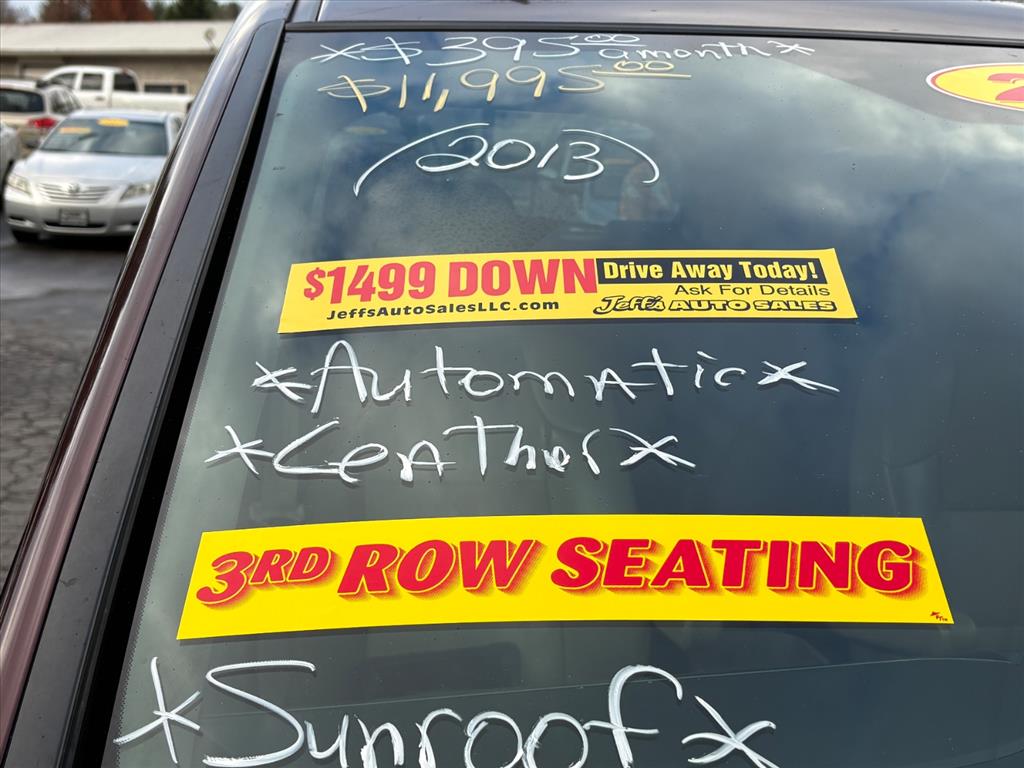 *$395.00 a month*
$11,995.00
(2013)
$1499 DOWN Drive Away Today!
Ask For Details
JeffsAutoSalesLLC.com Jeff's AUTO SALES
*Automatic*
*Leather*
3RD ROW SEATING
*Sunroof*